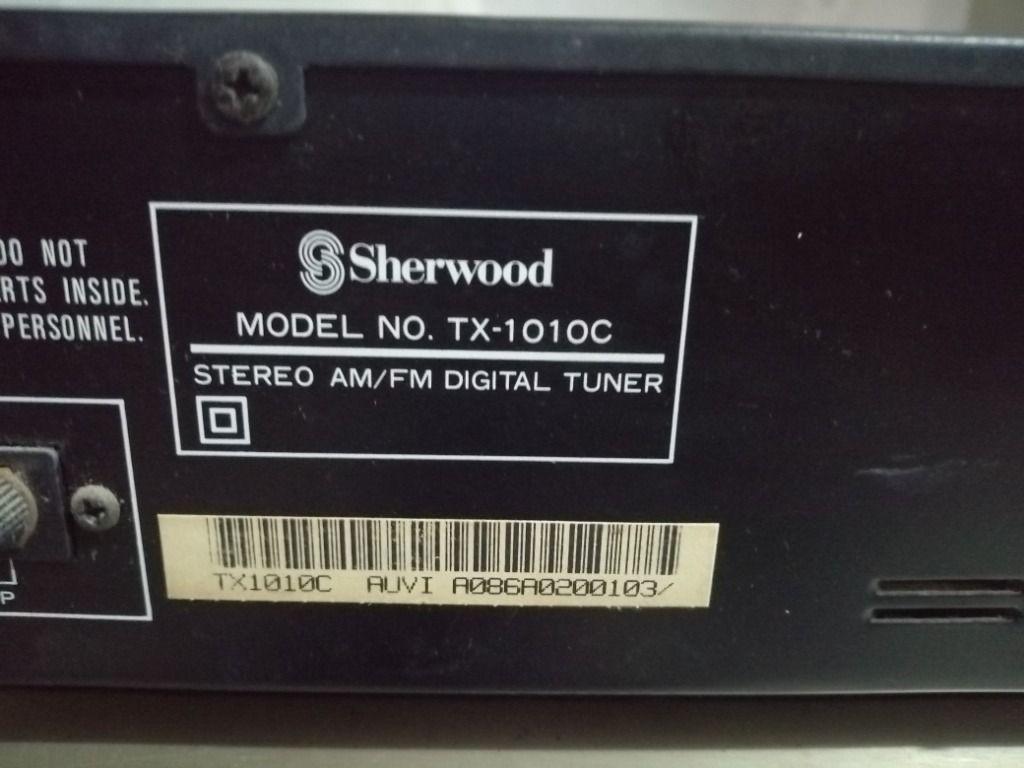 DO NOT
RTS INSIDE.
PERSONNEL.
Sherwood
MODEL NO. TX-1010C
STEREO AM/FM DIGITAL TUNER
P
TX1010C AUVI A086A0200103/